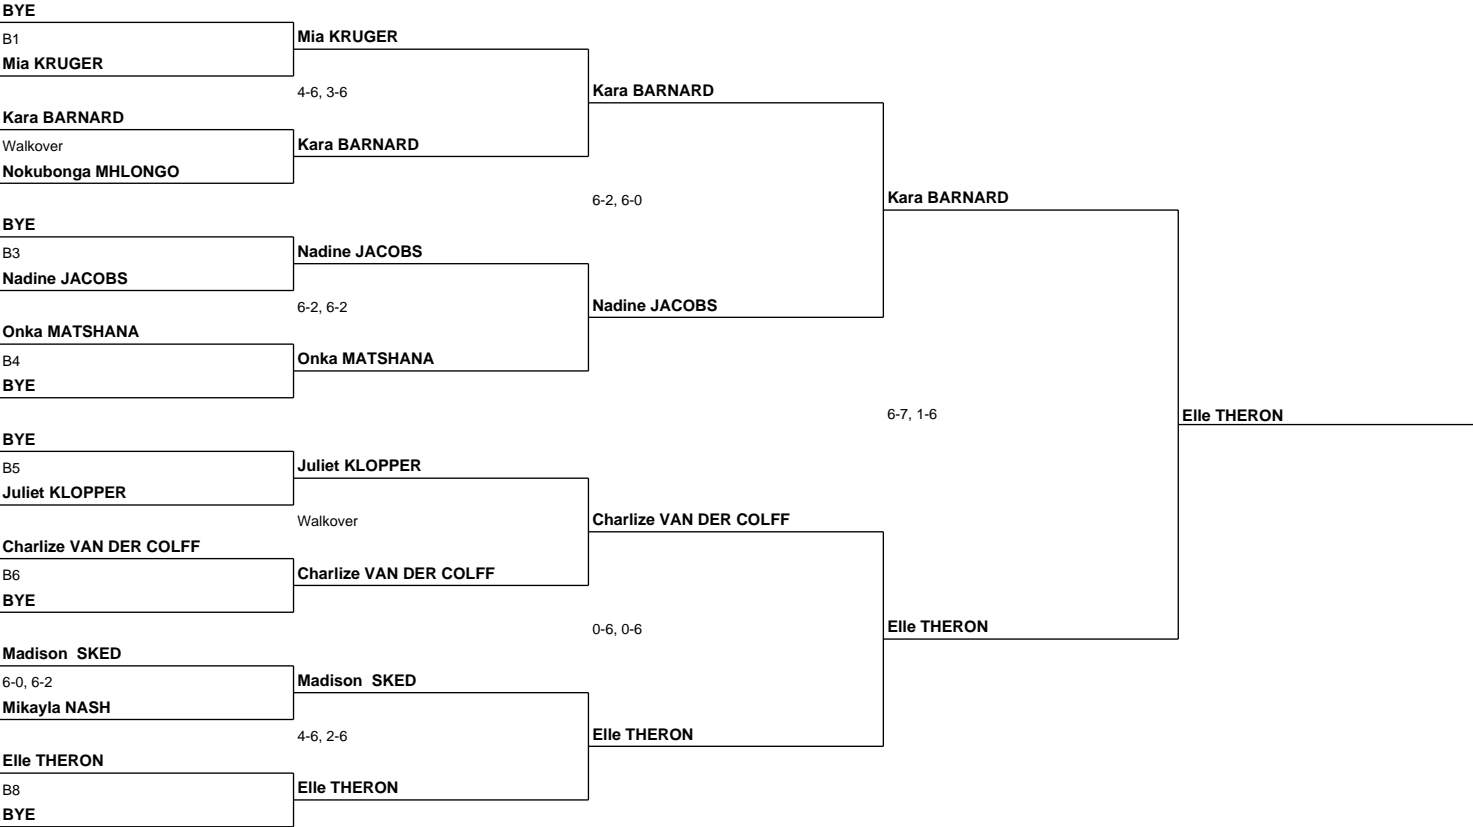 BYE
B1
Mia KRUGER
Kara BARNARD
Walkover
Nokubonga MHLONGO
BYE
B3
Nadine JACOBS
Onka MATSHANA
B4
BYE
BYE
B5
Juliet KLOPPER
Charlize VAN DER COLFF
B6
BYE
Madison  SKED
6-0, 6-2
Mikayla NASH
Elle THERON
B8
BYE
Mia KRUGER
4-6, 3-6
Kara BARNARD
Nadine JACOBS
6-2, 6-2
Onka MATSHANA
Juliet KLOPPER
Walkover
Charlize VAN DER COLFF
Madison  SKED
4-6, 2-6
Elle THERON
Kara BARNARD
6-2, 6-0
Nadine JACOBS
Charlize VAN DER COLFF
0-6, 0-6
Elle THERON
Kara BARNARD
6-7, 1-6
Elle THERON
Elle THERON